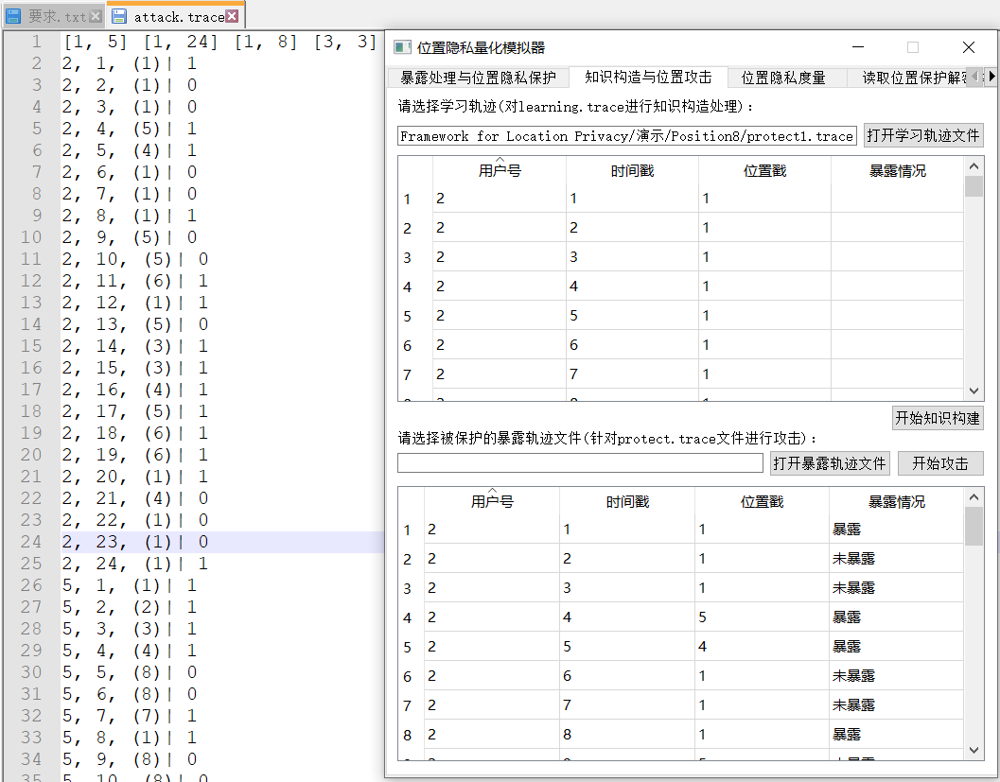 要求.txt
attack.trace
1 [1, 5] [1, 24] [1, 8] [3, 3]
2 2, 1, (1)| 1
3 2, 2, (1)| 0
4 2, 3, (1)| 0
5 2, 4, (5)| 1
6 2, 5, (4)| 1
7 2, 6, (1)| 0
8 2, 7, (1)| 0
9 2, 8, (1)| 1
10 2, 9, (5)| 0
11 2, 10, (5)| 0
12 2, 11, (6)| 1
13 2, 12, (1)| 1
14 2, 13, (5)| 0
15 2, 14, (3)| 1
16 2, 15, (3)| 1
17 2, 16, (4)| 1
18 2, 17, (5)| 1
19 2, 18, (6)| 1
20 2, 19, (6)| 1
21 2, 20, (1)| 1
22 2, 21, (4)| 0
23 2, 22, (1)| 0
24 2, 23, (1)| 0
25 2, 24, (1)| 1
26 5, 1, (1)| 1
27 5, 2, (2)| 1
28 5, 3, (3)| 1
29 5, 4, (4)| 1
30 5, 5, (8)| 0
31 5, 6, (8)| 0
32 5, 7, (7)| 1
33 5, 8, (1)| 1
34 5, 9, (8)| 0
35 5, 10, (8)| 0
位置隐私量化模拟器
暴露处理与位置隐私保护 知识构造与位置攻击 位置隐私度量 读取位置保护解
请选择学习轨迹(对learning.trace进行知识构造处理)：
Framework for Location Privacy/演示/Position8/protect1.trace 打开学习轨迹文件
用户号 时间戳 位置戳 暴露情况
1 2 1 1
2 2 2 1
3 2 3 1
4 2 4 1
5 2 5 1
6 2 6 1
7 2 7 1
开始知识构建
请选择被保护的暴露轨迹文件(针对protect.trace文件进行攻击)：
打开暴露轨迹文件 开始攻击
用户号 时间戳 位置戳 暴露情况
1 2 1 1 暴露
2 2 2 1 未暴露
3 2 3 1 未暴露
4 2 4 5 暴露
5 2 5 4 暴露
6 2 6 1 未暴露
7 2 7 1 未暴露
8 2 8 1 暴露